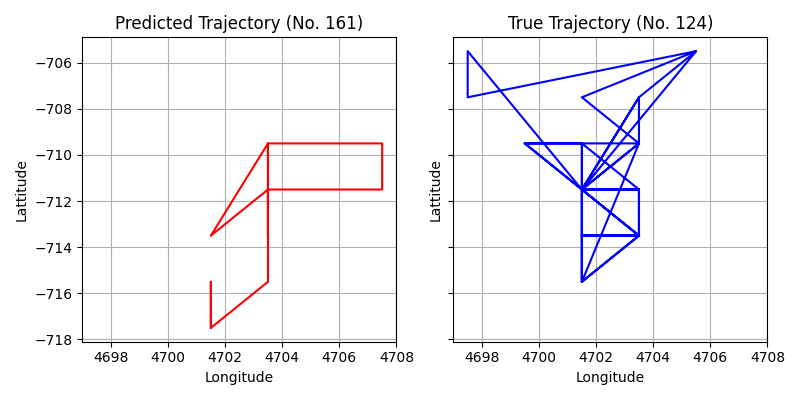 Predicted Trajectory (No. 161)
True Trajectory (No. 124)
−706
−708
−710
−712
−714
−716
−718
Lattitude
Lattitude
4698 4700 4702 4704 4706 4708
4698 4700 4702 4704 4706 4708
Longitude
Longitude